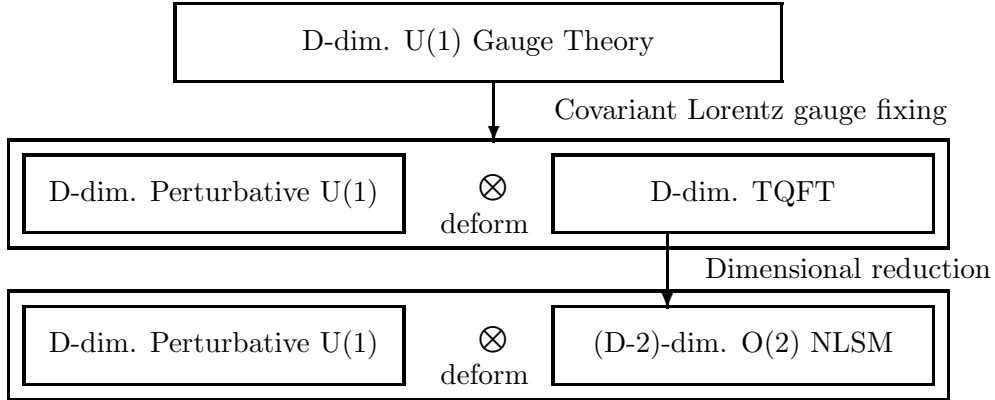 D-dim. U(1) Gauge Theory
Covariant Lorentz gauge fixing
D-dim. Perturbative U(1) ⊗ D-dim. TQFT
deform
Dimensional reduction
D-dim. Perturbative U(1) ⊗ (D-2)-dim. O(2) NLSM
deform